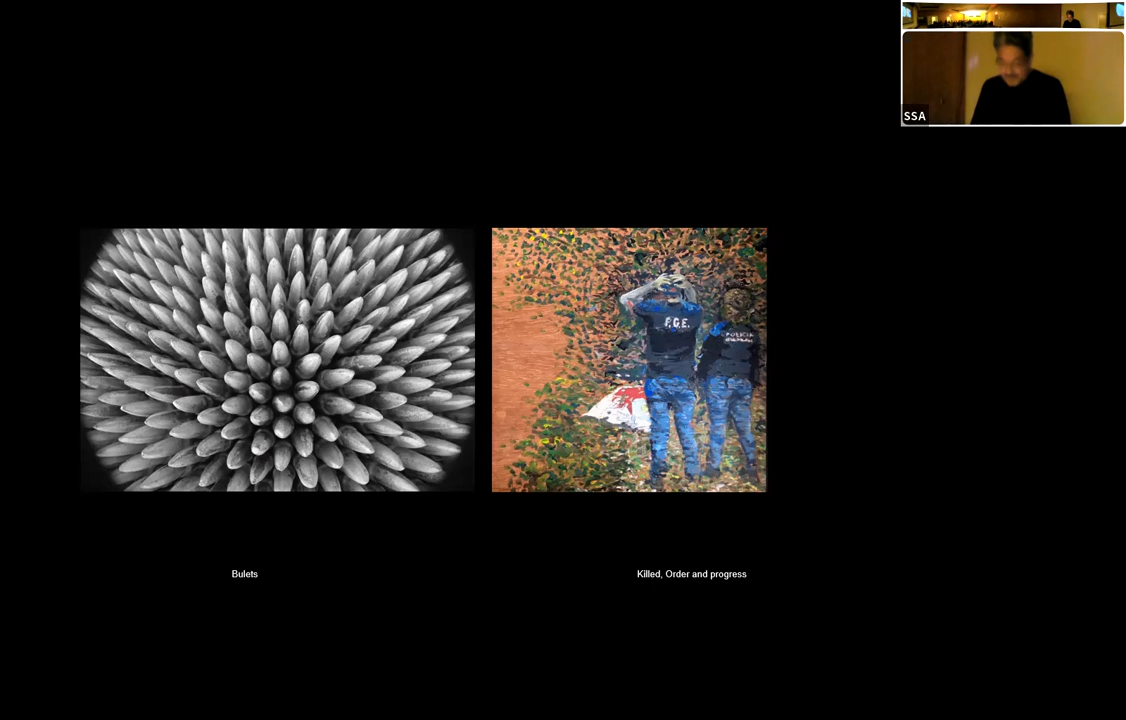 SSA
F.G.E.
POLICIA
Bulets
Killed, Order and progress